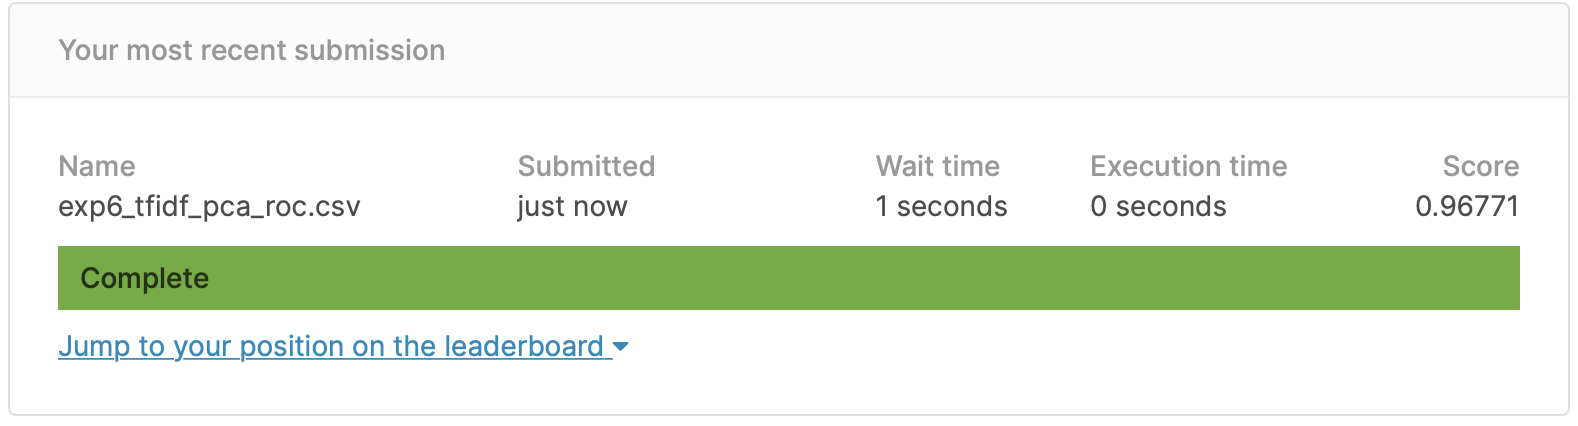 Your most recent submission
Name Submitted Wait time Execution time Score
exp6_tfidf_pca_roc.csv just now 1 seconds 0 seconds 0.96771
Complete
Jump to your position on the leaderboard